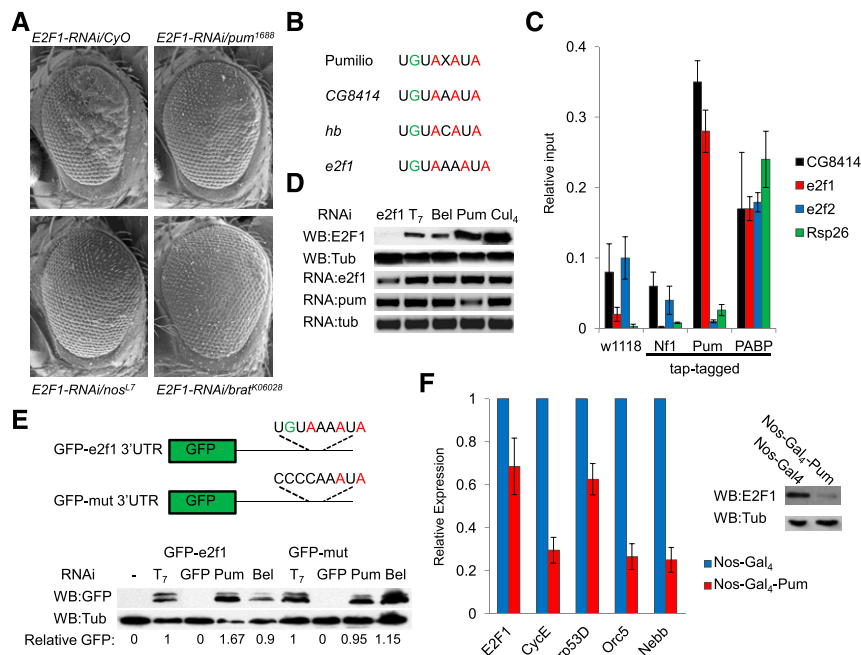 A
E2F1-RNAi/CyO
E2F1-RNAi/pum1688
E2F1-RNAi/nosL7
E2F1-RNAi/bratK06028
B
Pumilio UGUAXAUA
CG8414 UGUAAAUA
hb UGUACAUA
e2f1 UGUAAAAUA
C
Relative input
0.4
0.3
0.2
0.1
0
w1118 Nf1 Pum PABP
tap-tagged
CG8414
e2f1
e2f2
Rsp26
D
RNAi e2f1 T7 Bel Pum Cul4
WB:E2F1
WB:Tub
RNA:e2f1
RNA:pum
RNA:tub
E
UGUAAAAUA
GFP-e2f1 3'UTR GFP
CCCCAAAUA
GFP-mut 3'UTR GFP
GFP-e2f1 GFP-mut
RNAi - T7 GFP Pum Bel T7 GFP Pum Bel
WB:GFP
WB:Tub
Relative GFP: 0 1 0 1.67 0.9 1 0 0.95 1.15
F
Relative Expression
1
0.8
0.6
0.4
0.2
0
E2F1 CycE rp53D Orc5 Nebb
Nos-Gal4
Nos-Gal4-Pum
WB:E2F1
WB:Tub
Nos-Gal4
Nos-Gal4-Pum